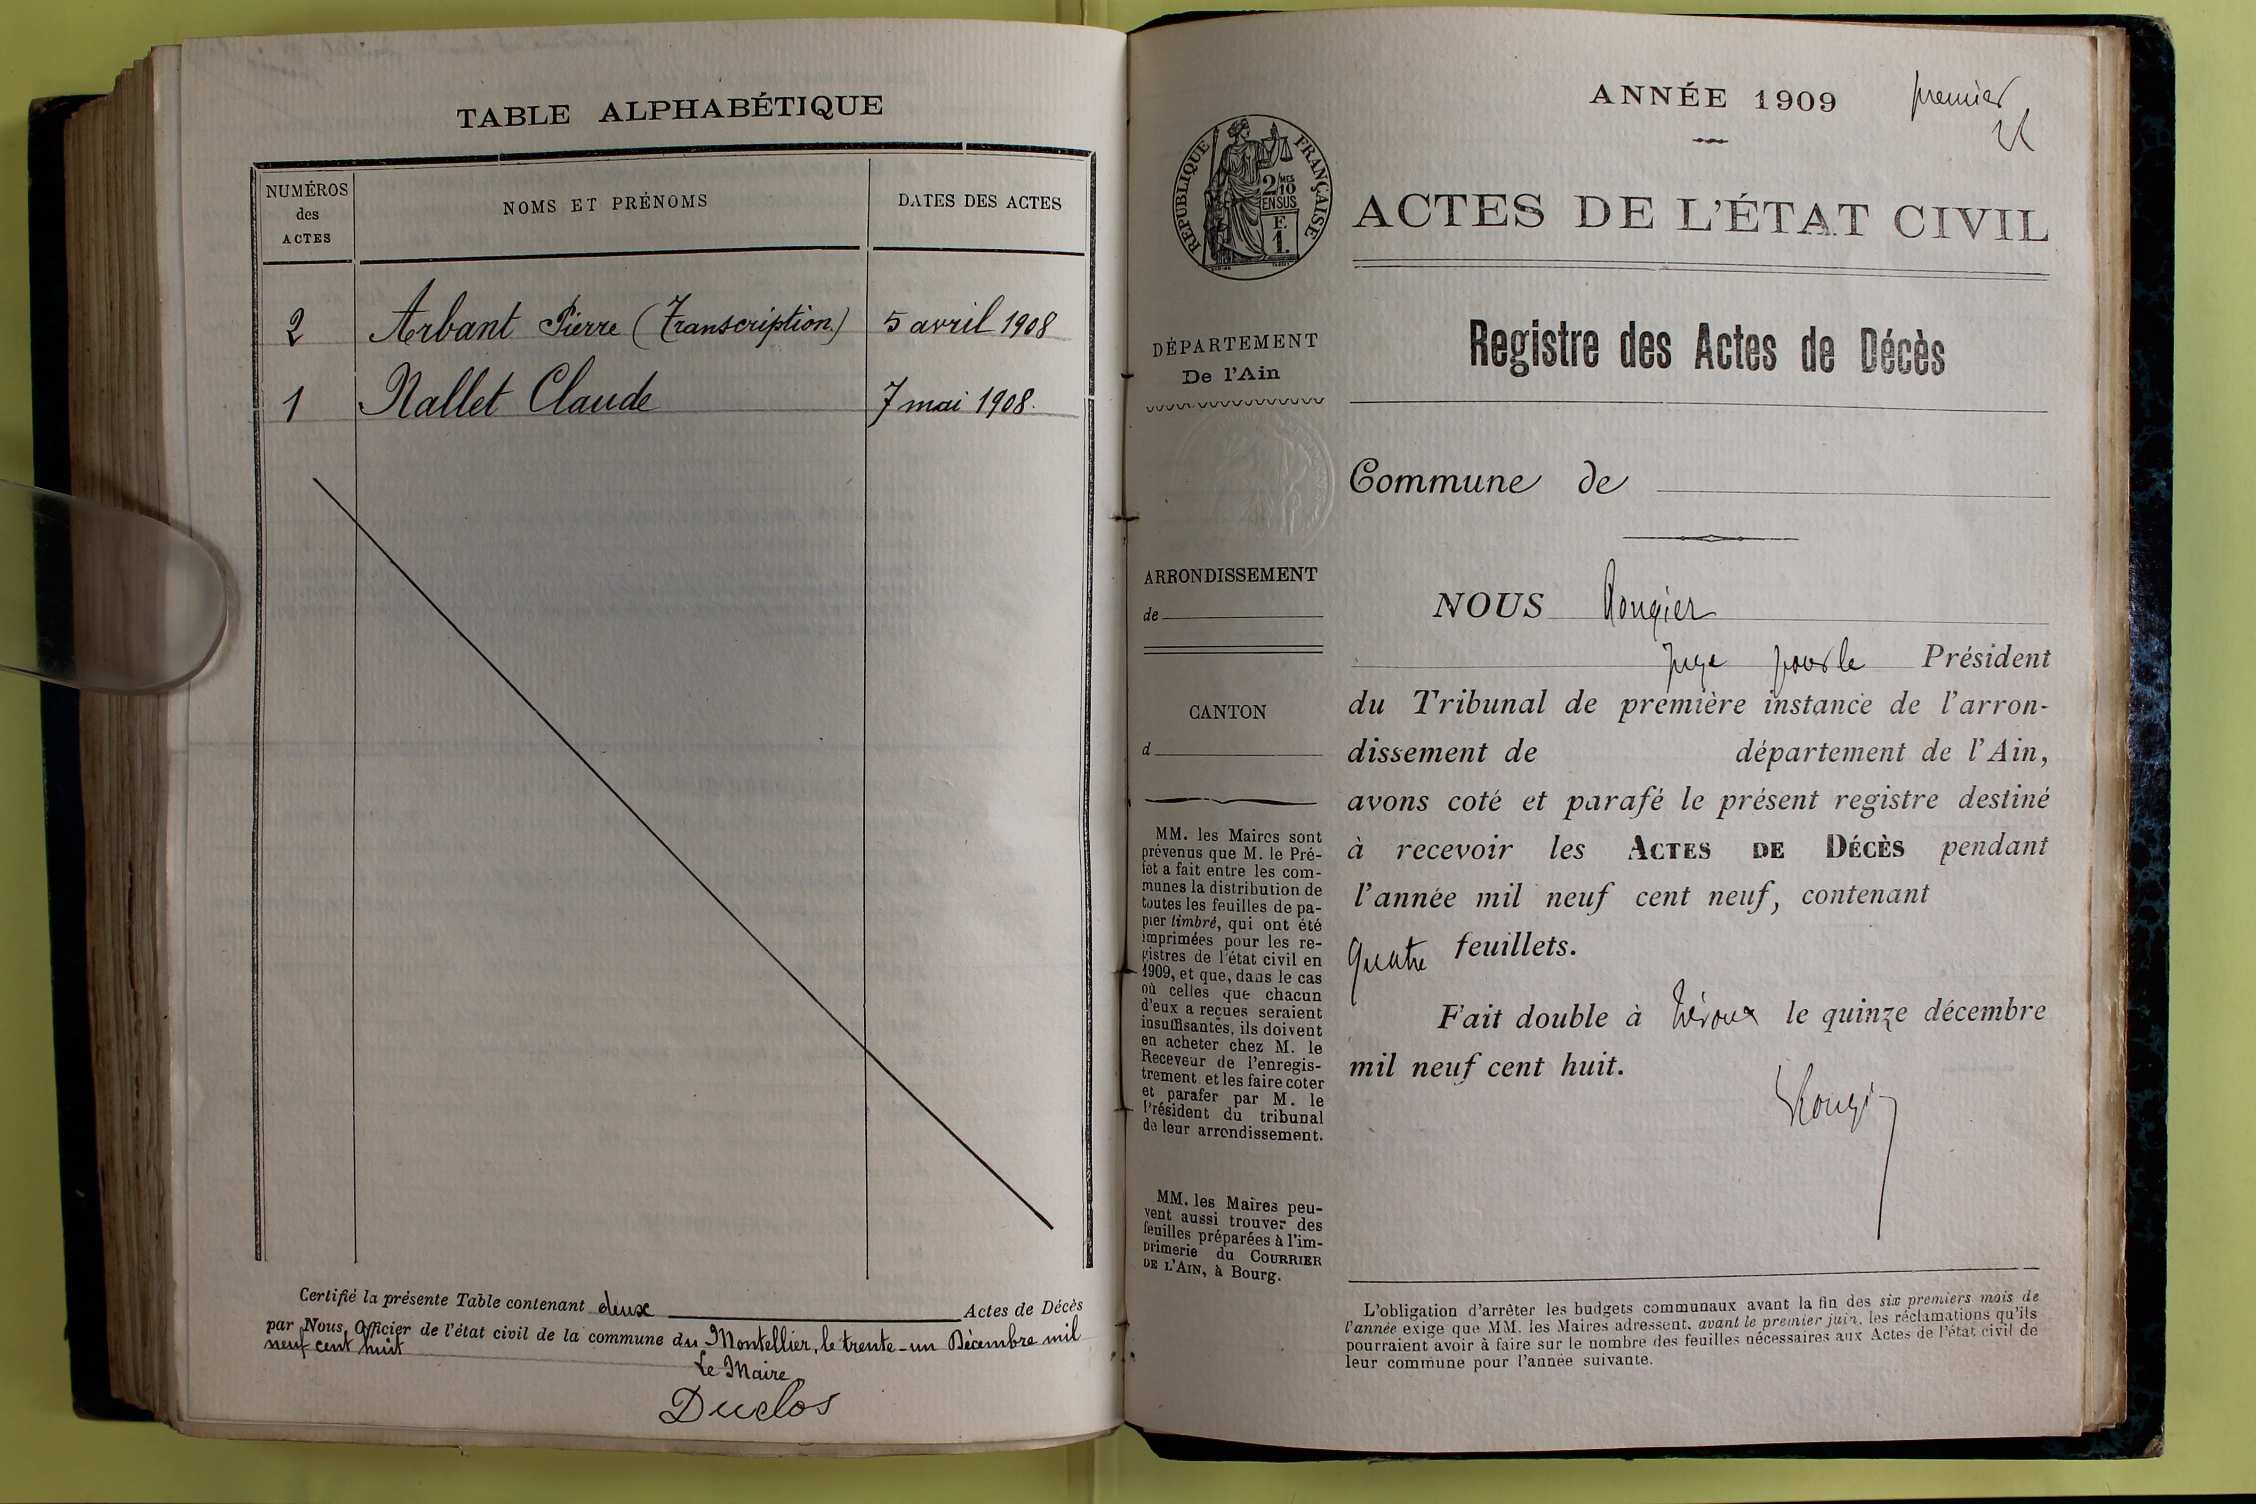 TABLE ALPHABÉTIQUE
NUMÉROS
des
ACTES
NOMS ET PRÉNOMS
DATES DES ACTES
2 Arbant Pierre (Transcription.) 5 avril 1908
1 Nallet Claude 7 mai 1908.
Certifié la présente Table contenant deux Actes de Décès
par Nous, Officier de l'état civil de la commune du Montellier, le trente-un Décembre mil
neuf cent huit
Le Maire
Duclos
ANNÉE 1909
premier
RÉPUBLIQUE FRANÇAISE
2/MES
10
EN SUS
F.
1.
ACTES DE L'ÉTAT CIVIL
Registre des Actes de Décès
DÉPARTEMENT
De l'Ain
ARRONDISSEMENT
de
CANTON
d
MM. les Maires sont
prévenus que M. le Pré-
fet a fait entre les com-
munes la distribution de
toutes les feuilles de pa-
pier timbré, qui ont été
imprimées pour les re-
gistres de l'état civil en
1909, et que, dans le cas
où celles que chacun
d'eux a reçues seraient
insuffisantes, ils doivent
en acheter chez M. le
Receveur de l'enregis-
trement et les faire coter
et parafer par M. le
Président du tribunal
de leur arrondissement.
MM. les Maires peu-
vent aussi trouver des
feuilles préparées à l'im-
primerie du COURRIER
DE L'AIN, à Bourg.
Commune de
NOUS Rougier
Juge pour le Président
du Tribunal de première instance de l'arron-
dissement de département de l'Ain,
avons coté et parafé le présent registre destiné
à recevoir les ACTES DE DÉCÈS pendant
l'année mil neuf cent neuf, contenant
quatre feuillets.
Fait double à Trévoux le quinze décembre
mil neuf cent huit.
Rougier
L'obligation d'arrêter les budgets communaux avant la fin des six premiers mois de
l'année exige que MM. les Maires adressent, avant le premier juin, les réclamations qu'ils
pourraient avoir à faire sur le nombre des feuilles nécessaires aux Actes de l'état civil de
leur commune pour l'année suivante.